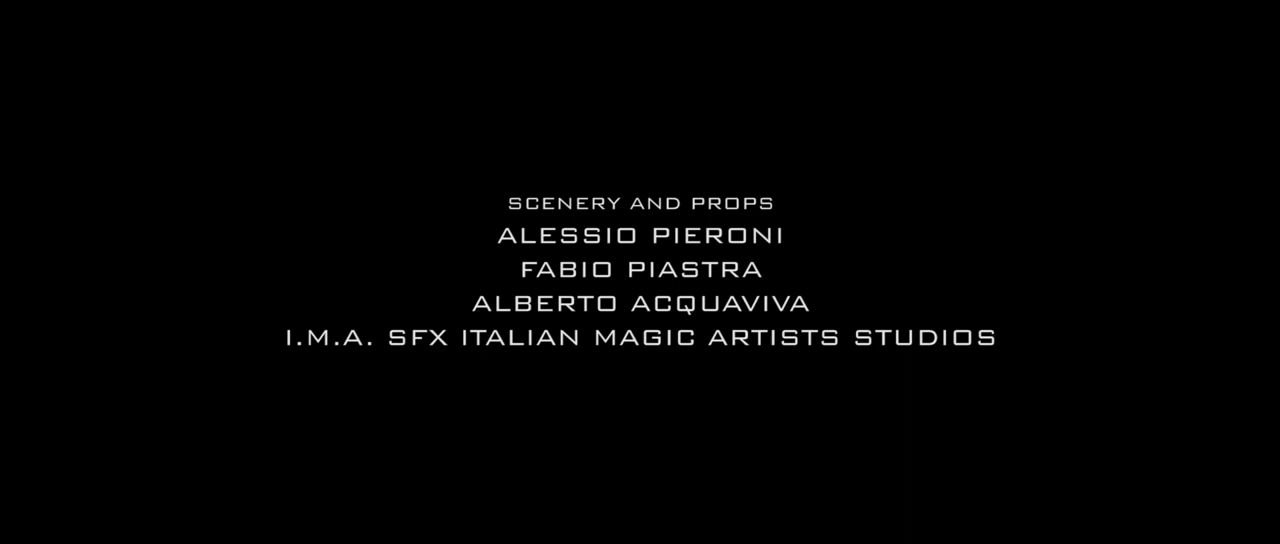 SCENERY AND PROPS
ALESSIO PIERONI
FABIO PIASTRA
ALBERTO ACQUAVIVA
I.M.A. SFX ITALIAN MAGIC ARTISTS STUDIOS